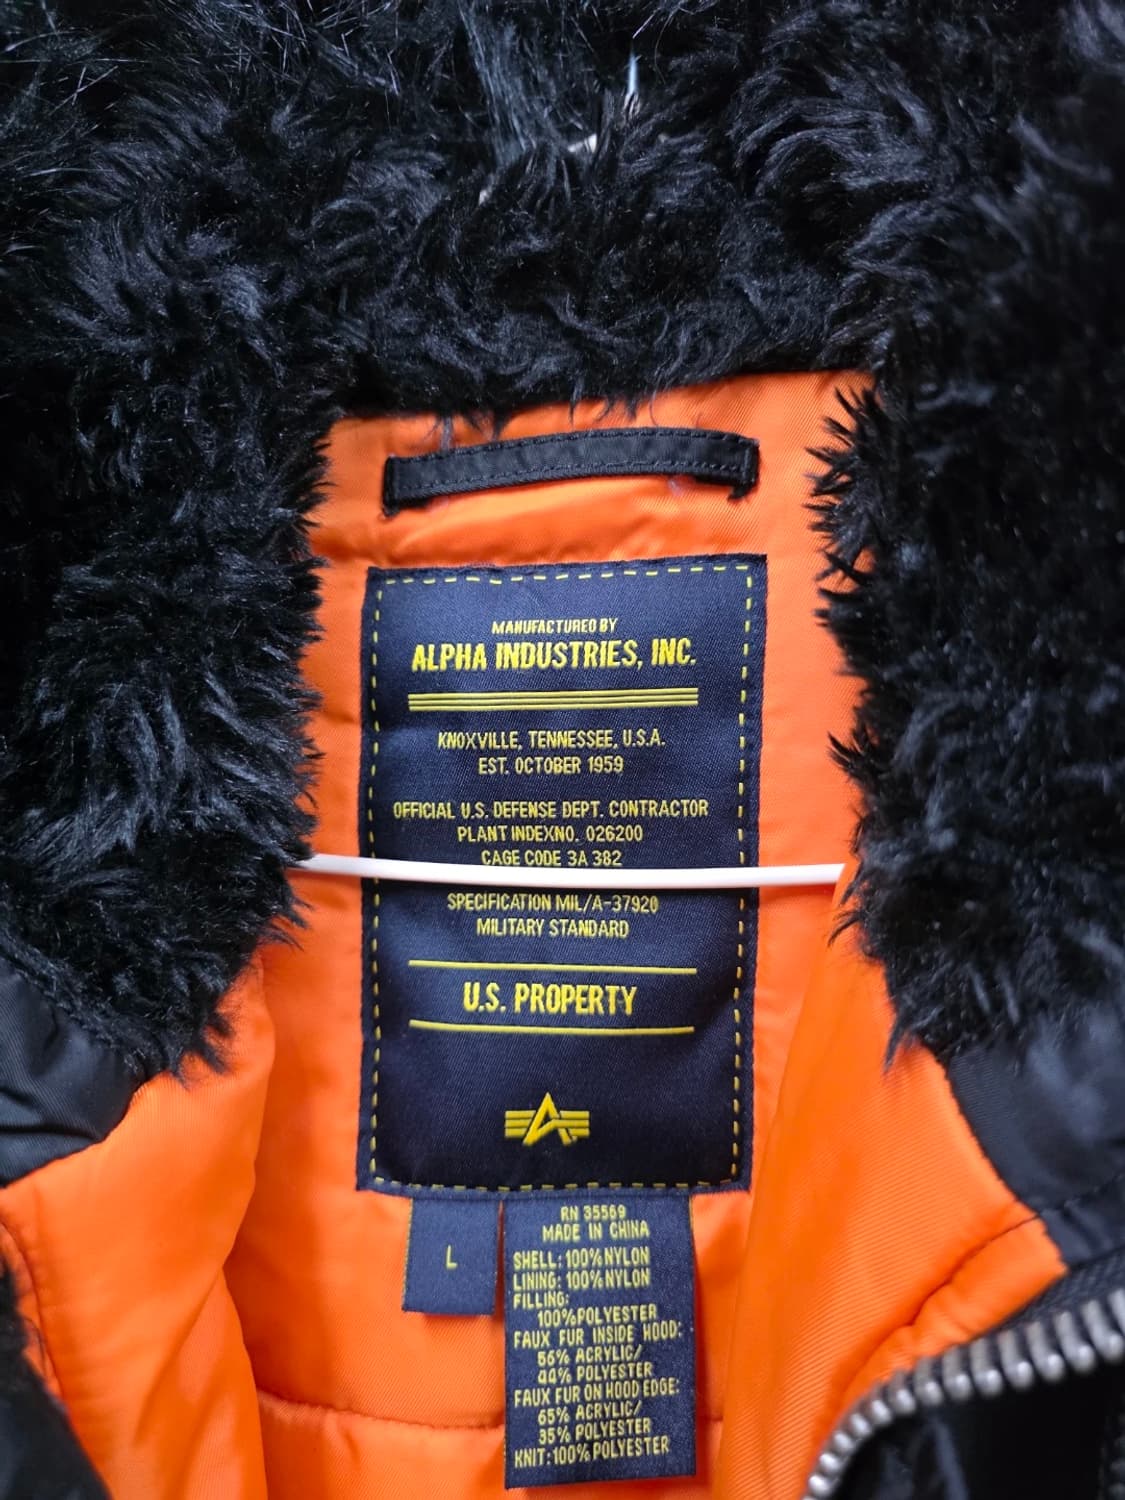 MANUFACTURED BY
ALPHA INDUSTRIES, INC.
KNOXVILLE, TENNESSEE, U.S.A.
EST. OCTOBER 1959
OFFICIAL U.S. DEFENSE DEPT. CONTRACTOR
PLANT INDEXNO. 026200
CAGE CODE 3A 382
SPECIFICATION MIL/A-37920
MILITARY STANDARD
U.S. PROPERTY
L
RN 35569
MADE IN CHINA
SHELL: 100%NYLON
LINING: 100%NYLON
FILLING:
100%POLYESTER
FAUX FUR INSIDE HOOD:
56% ACRYLIC/
44% POLYESTER
FAUX FUR ON HOOD EDGE:
65% ACRYLIC/
35% POLYESTER
KNIT:100%POLYESTER